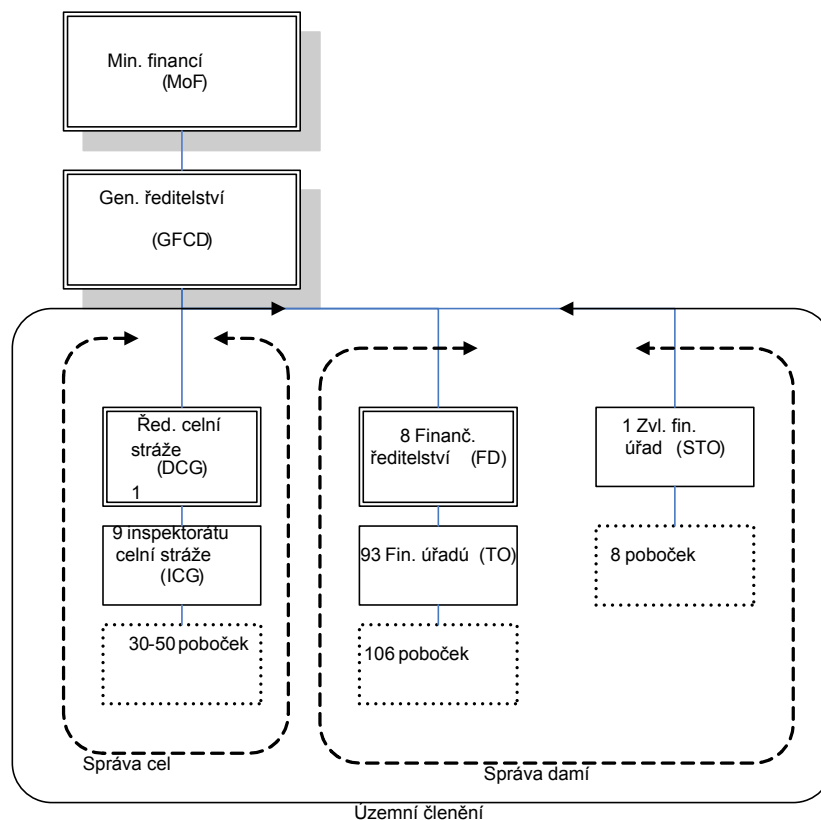 Min. financí
(MoF)
Gen. ředitelství
(GFCD)
Řed. celní
stráže
(DCG)
1
8 Finanč.
ředitelství (FD)
1 Zvl. fin.
úřad (STO)
9 inspektorátu
celní stráže
(ICG)
93 Fin. úřadů (TO)
8 poboček
30-50 poboček
106 poboček
Správa cel
Správa damí
Územní členění